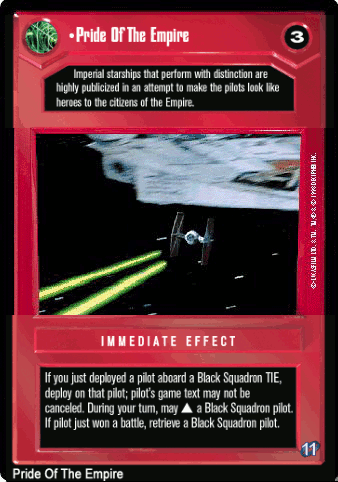 •Pride Of The Empire
3
Imperial starships that perform with distinction are
highly publicized in an attempt to make the pilots look like
heroes to the citizens of the Empire.
IMMEDIATE EFFECT
If you just deployed a pilot aboard a Black Squadron TIE,
deploy on that pilot; pilot's game text may not be
canceled. During your turn, may ▲ a Black Squadron pilot.
If pilot just won a battle, retrieve a Black Squadron pilot.
11
Pride Of The Empire